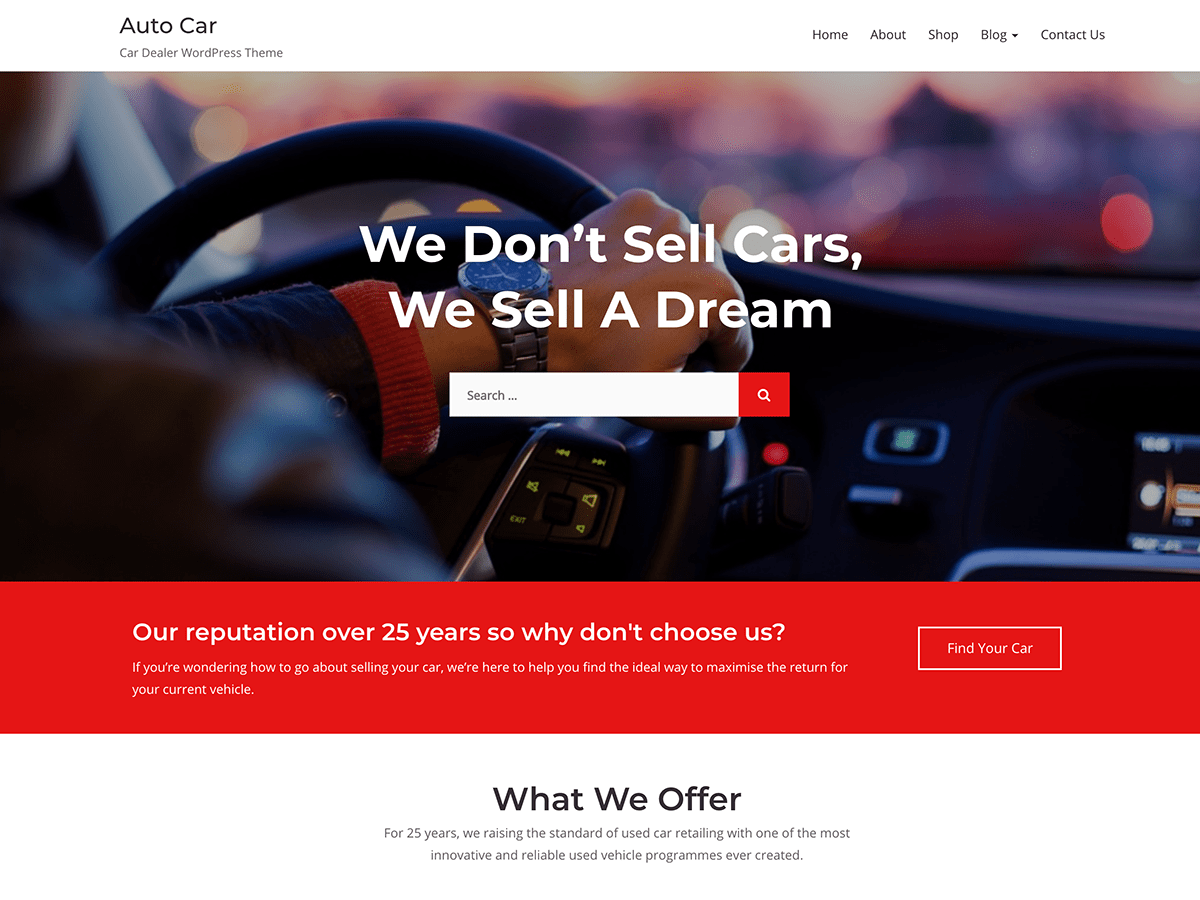 Auto Car
Car Dealer WordPress Theme
Home About Shop Blog Contact Us
We Don’t Sell Cars,
We Sell A Dream
Search ...
EXIT
Our reputation over 25 years so why don't choose us?
If you’re wondering how to go about selling your car, we’re here to help you find the ideal way to maximise the return for
your current vehicle.
Find Your Car
What We Offer
For 25 years, we raising the standard of used car retailing with one of the most
innovative and reliable used vehicle programmes ever created.